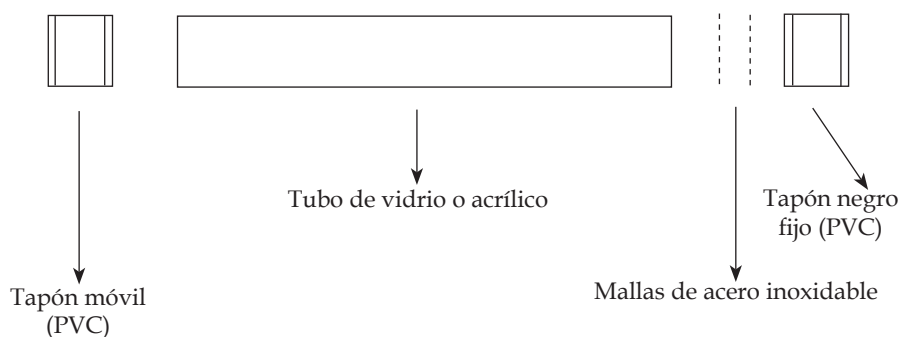 Tubo de vidrio o acrílico
Tapón negro
fijo (PVC)
Mallas de acero inoxidable
Tapón móvil
(PVC)